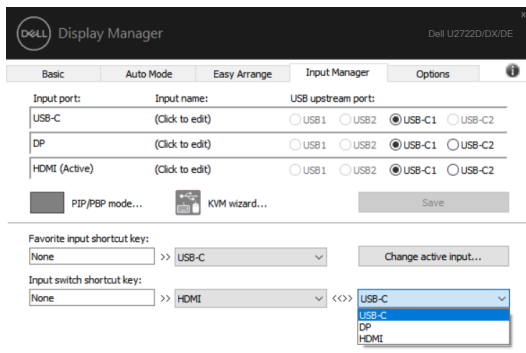 x
DELL Display Manager Dell U2722D/DX/DE
Basic Auto Mode Easy Arrange Input Manager Options i
Input port: Input name: USB upstream port:
USB-C (Click to edit) USB1 USB2 USB-C1 USB-C2
DP (Click to edit) USB1 USB2 USB-C1 USB-C2
HDMI (Active) (Click to edit) USB1 USB2 USB-C1 USB-C2
PIP/PBP mode... KVM wizard... Save
Favorite input shortcut key:
None >> USB-C Change active input...
Input switch shortcut key:
None >> HDMI <<>> USB-C
USB-C
DP
HDMI